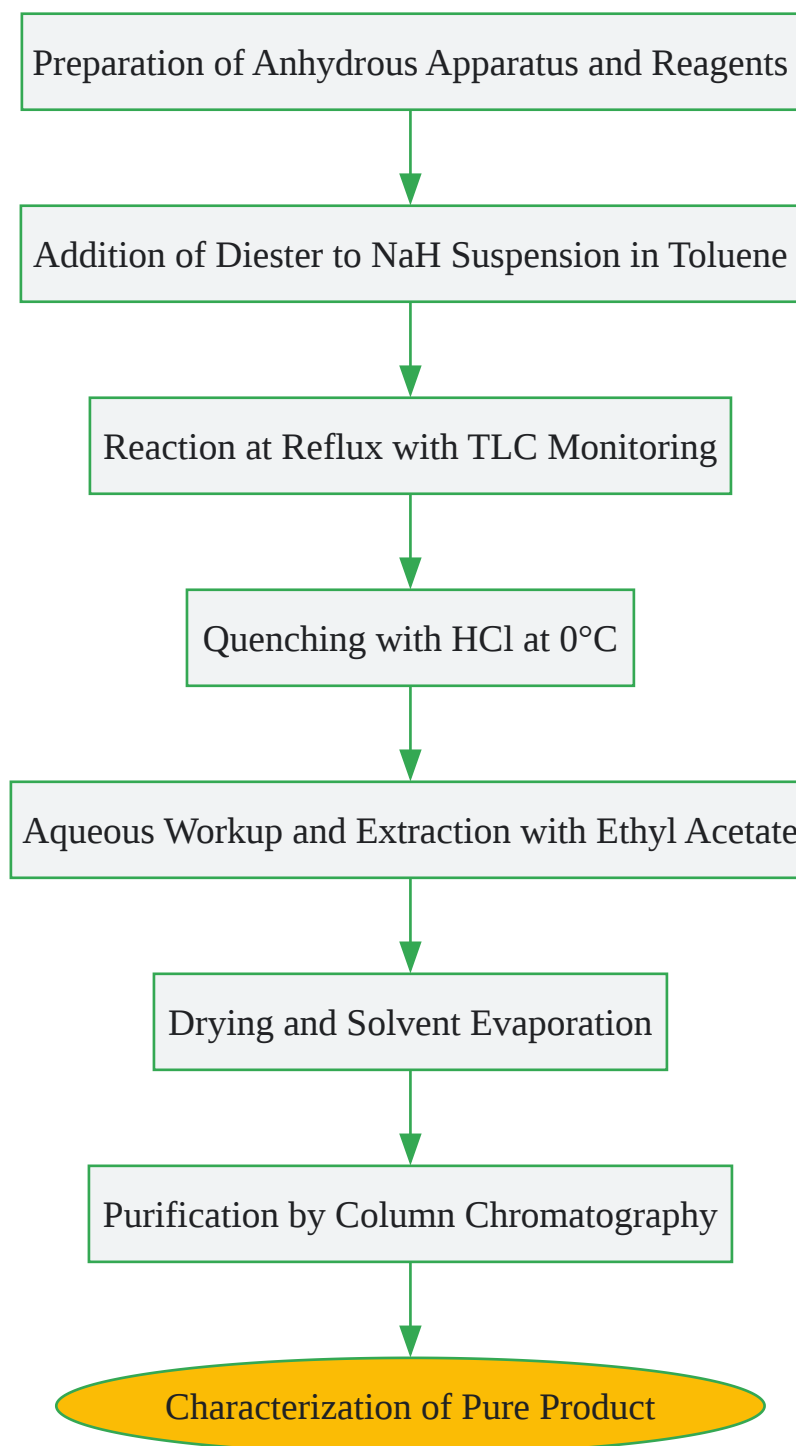 Preparation of Anhydrous Apparatus and Reagents
Addition of Diester to NaH Suspension in Toluene
Reaction at Reflux with TLC Monitoring
Quenching with HCl at 0°C
Aqueous Workup and Extraction with Ethyl Acetate
Drying and Solvent Evaporation
Purification by Column Chromatography
Characterization of Pure Product